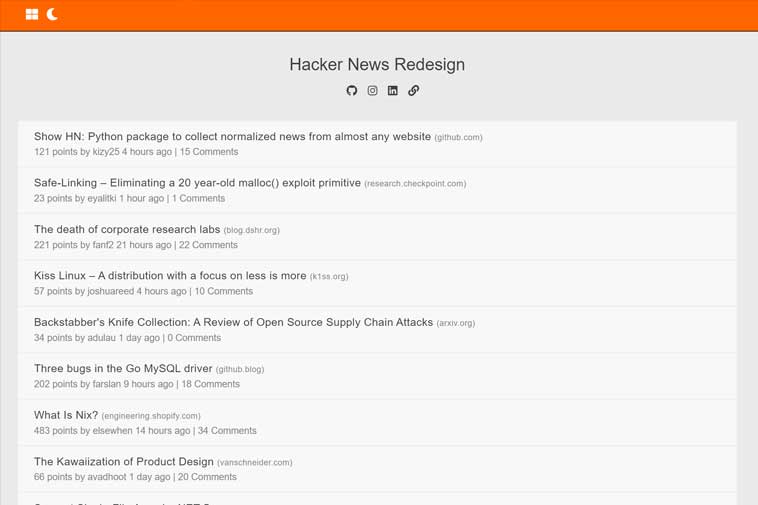 Hacker News Redesign
Show HN: Python package to collect normalized news from almost any website (github.com)
121 points by kizy25 4 hours ago | 15 Comments
Safe-Linking – Eliminating a 20 year-old malloc() exploit primitive (research.checkpoint.com)
23 points by eyalitki 1 hour ago | 1 Comments
The death of corporate research labs (blog.dshr.org)
221 points by fanf2 21 hours ago | 22 Comments
Kiss Linux – A distribution with a focus on less is more (k1ss.org)
57 points by joshuareed 4 hours ago | 10 Comments
Backstabber's Knife Collection: A Review of Open Source Supply Chain Attacks (arxiv.org)
34 points by adulau 1 day ago | 0 Comments
Three bugs in the Go MySQL driver (github.blog)
202 points by farslan 9 hours ago | 18 Comments
What Is Nix? (engineering.shopify.com)
483 points by elsewhen 14 hours ago | 34 Comments
The Kawaiization of Product Design (vanschneider.com)
66 points by avadhoot 1 day ago | 20 Comments